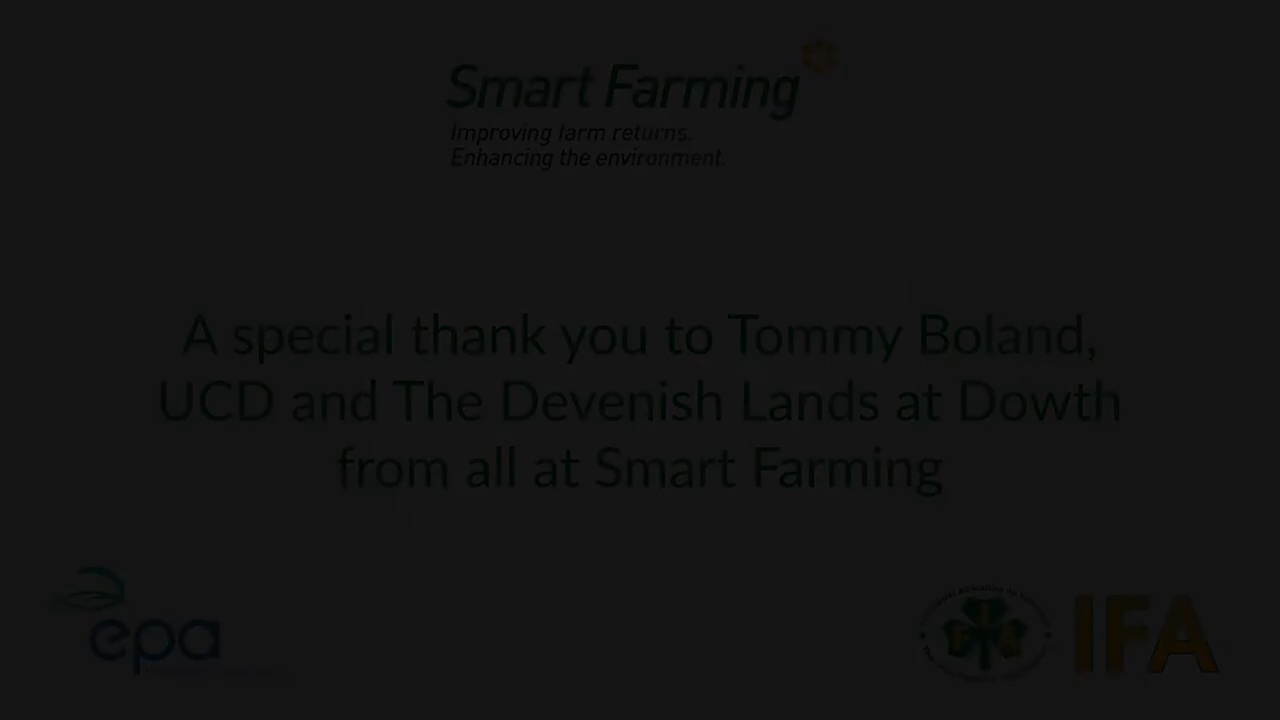 Smart Farming
Improving farm returns.
Enhancing the environment.
A special thank you to Tommy Boland,
UCD and The Devenish Lands at Dowth
from all at Smart Farming
epa
IFA
IFA